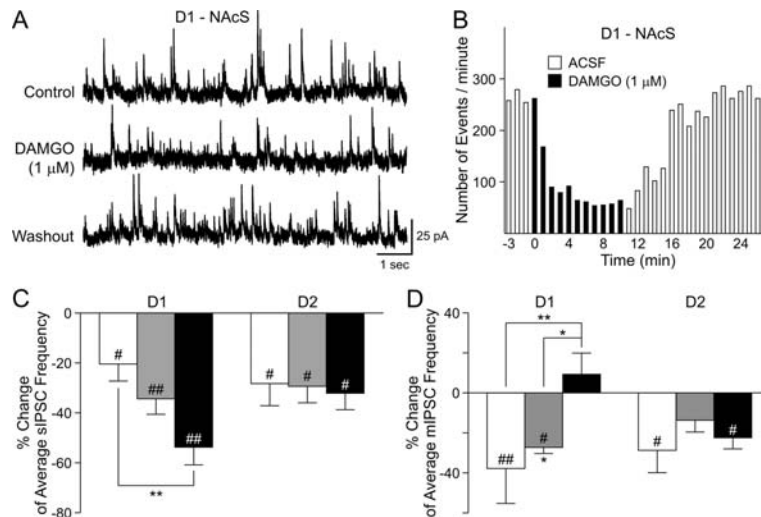 A
D1 - NAcS
Control
DAMGO
(1 μM)
Washout
25 pA
1 sec
B
D1 - NAcS
ACSF
DAMGO (1 μM)
Number of Events / minute
300
200
100
-3 0 4 8 12 16 20 24
Time (min)
C
D1 D2
% Change
of Average sIPSC Frequency
0
-20
-40
-60
-80
# ## ## # # #
**
D
D1 D2
% Change
of Average mIPSC Frequency
40
0
-20
-40
-60
**
*
## # # #
*